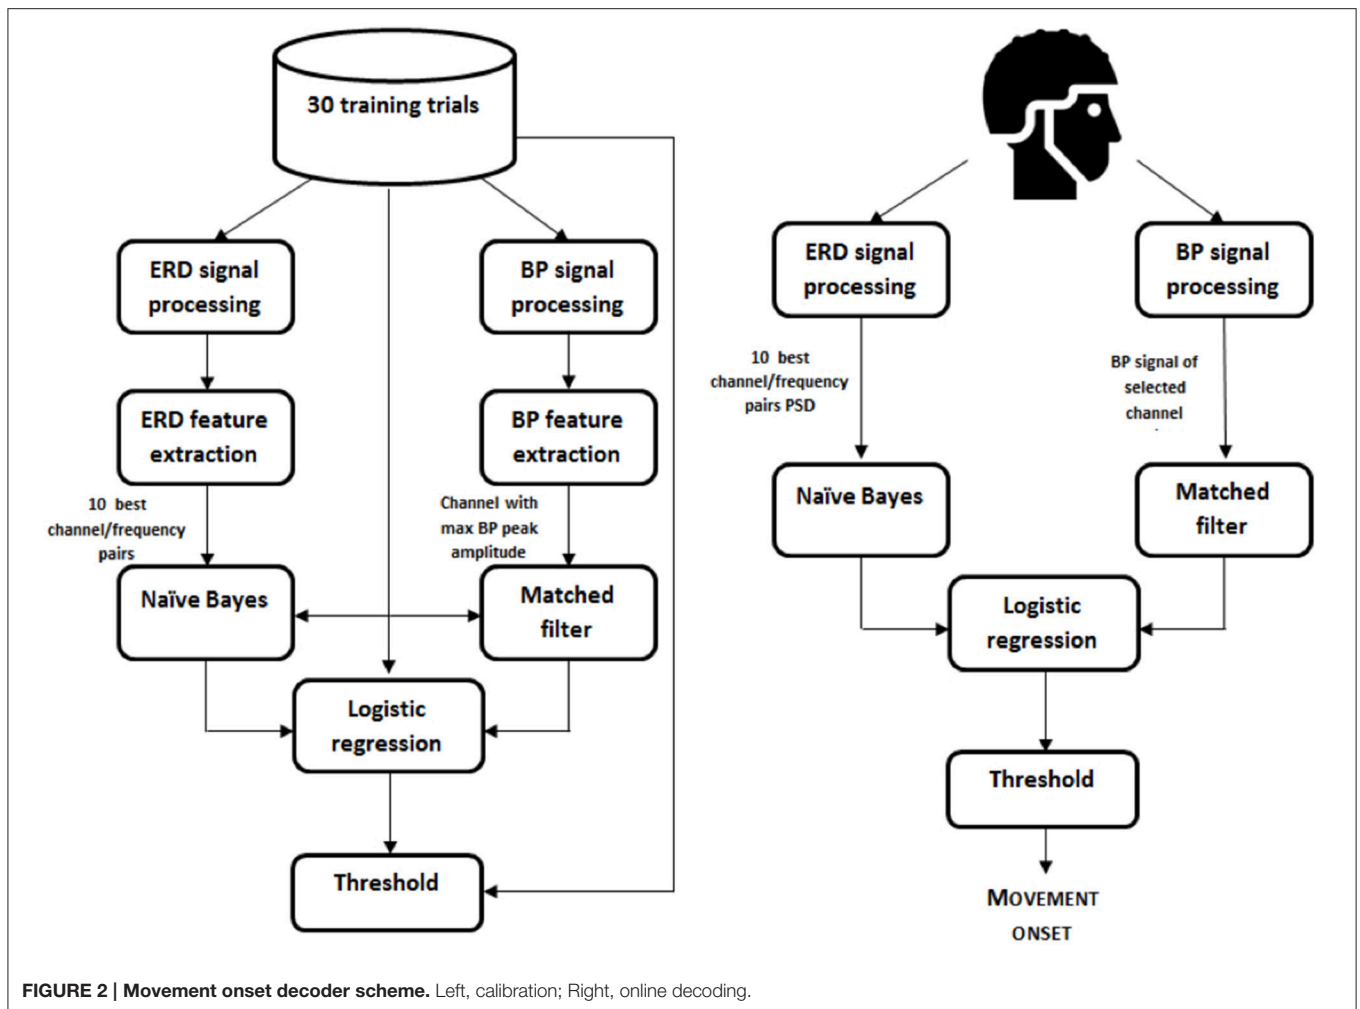 30 training trials
ERD signal
processing
BP signal
processing
ERD feature
extraction
BP feature
extraction
10 best
channel/frequency
pairs
Channel with
max BP peak
amplitude
Naïve Bayes
Matched
filter
Logistic
regression
Threshold
ERD signal
processing
BP signal
processing
10 best
channel/frequency
pairs PSD
BP signal of
selected
channel
Naïve Bayes
Matched
filter
Logistic
regression
Threshold
MOVEMENT
ONSET
FIGURE 2 | Movement onset decoder scheme. Left, calibration; Right, online decoding.